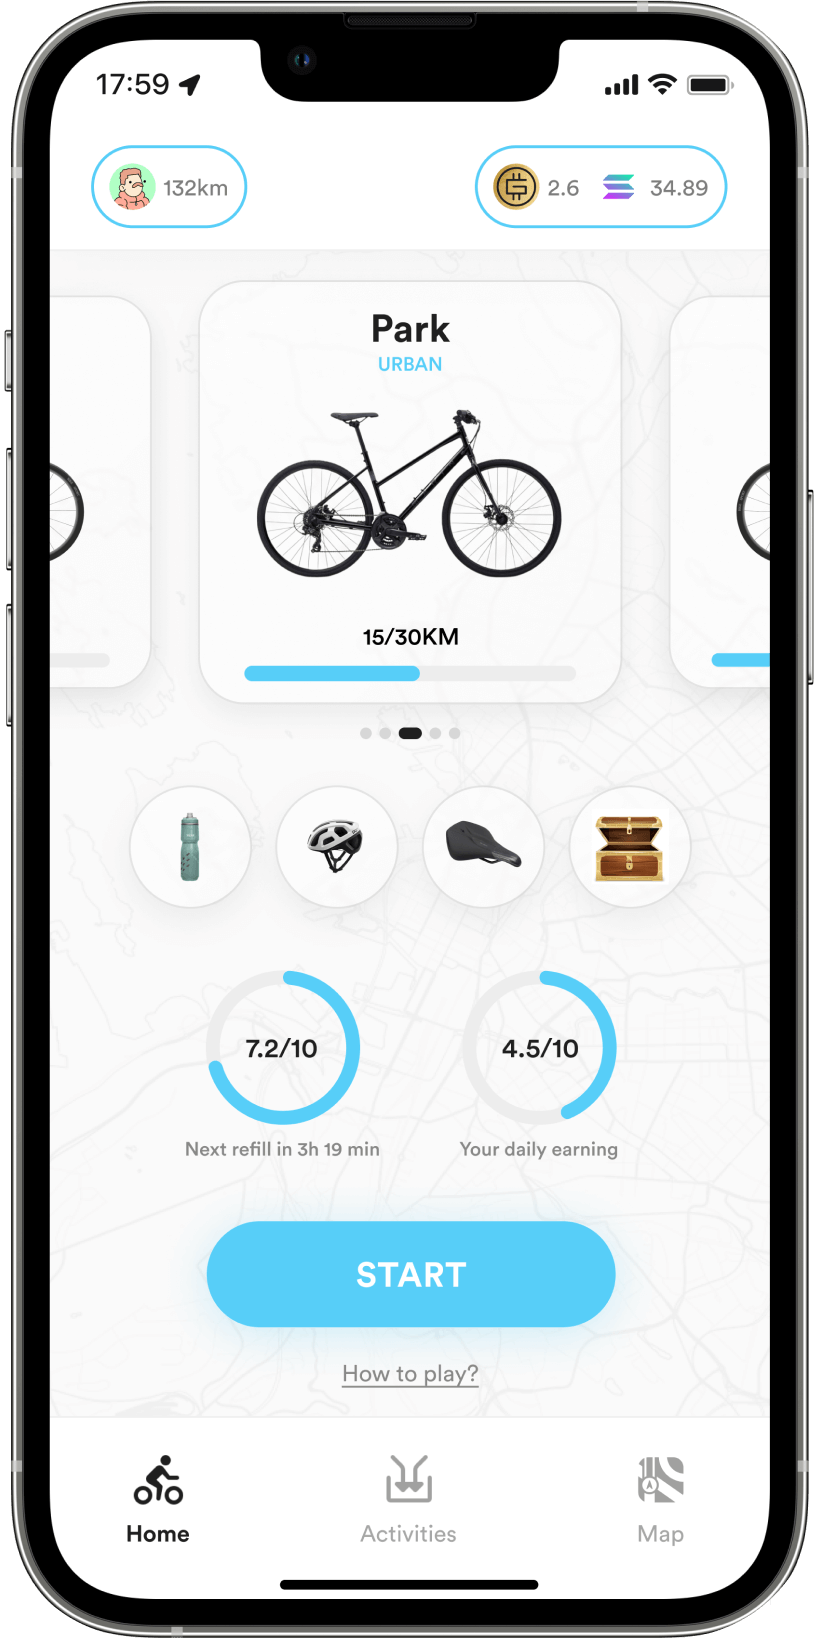 17:59
132km
2.6 34.89
Park
URBAN
15/30KM
7.2/10
4.5/10
Next refill in 3h 19 min
Your daily earning
START
How to play?
Home
Activities
Map